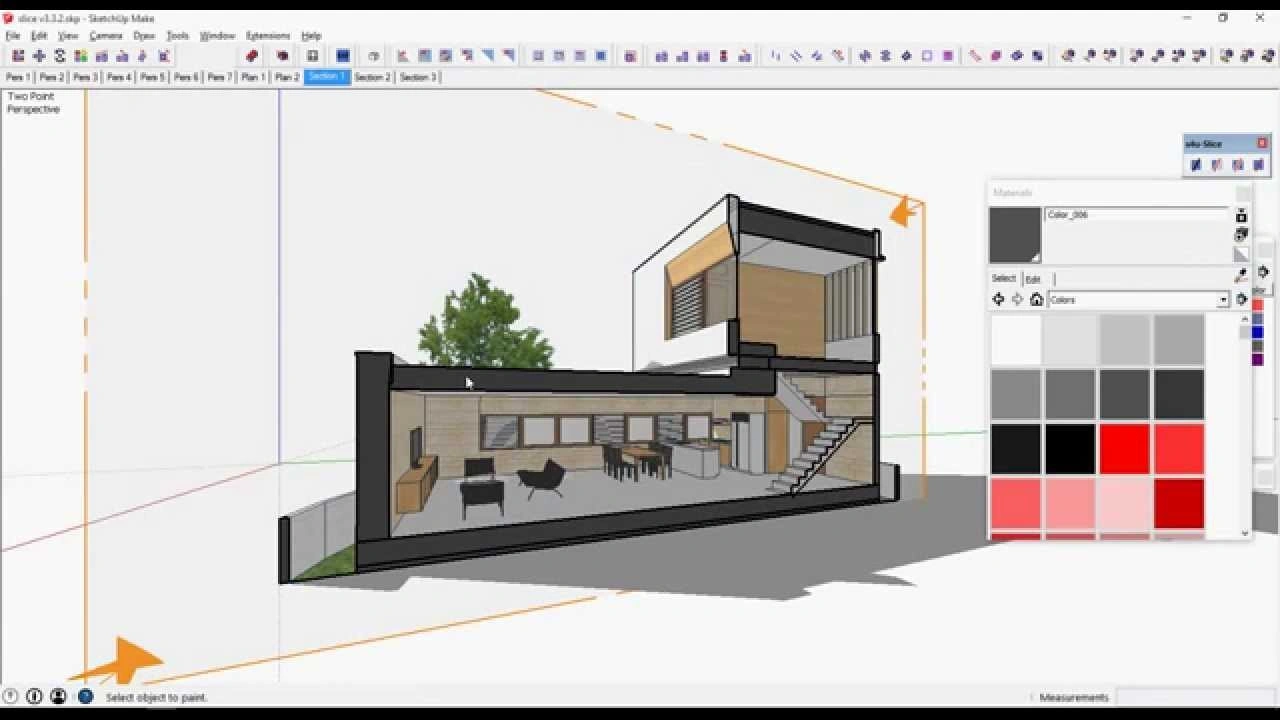 slice v3.3.2.skp - SketchUp Make
File Edit View Camera Draw Tools Window Extensions Help
Pers 1 Pers 2 Pers 3 Pers 4 Pers 5 Pers 6 Pers 7 Plan 1 Plan 2 Section 1 Section 2 Section 3
Two Point
Perspective
s4u Slice
Materials
Color_006
Select Edit
Colors
Select object to paint.
Measurements